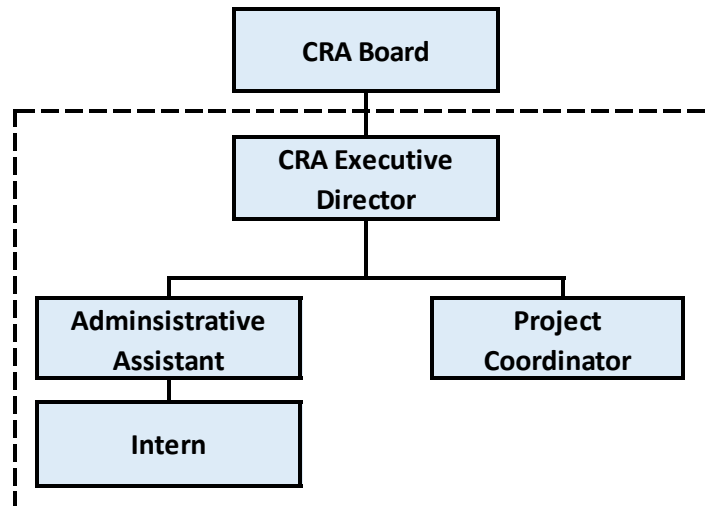 CRA Board
CRA Executive
Director
Adminsistrative
Assistant
Project
Coordinator
Intern